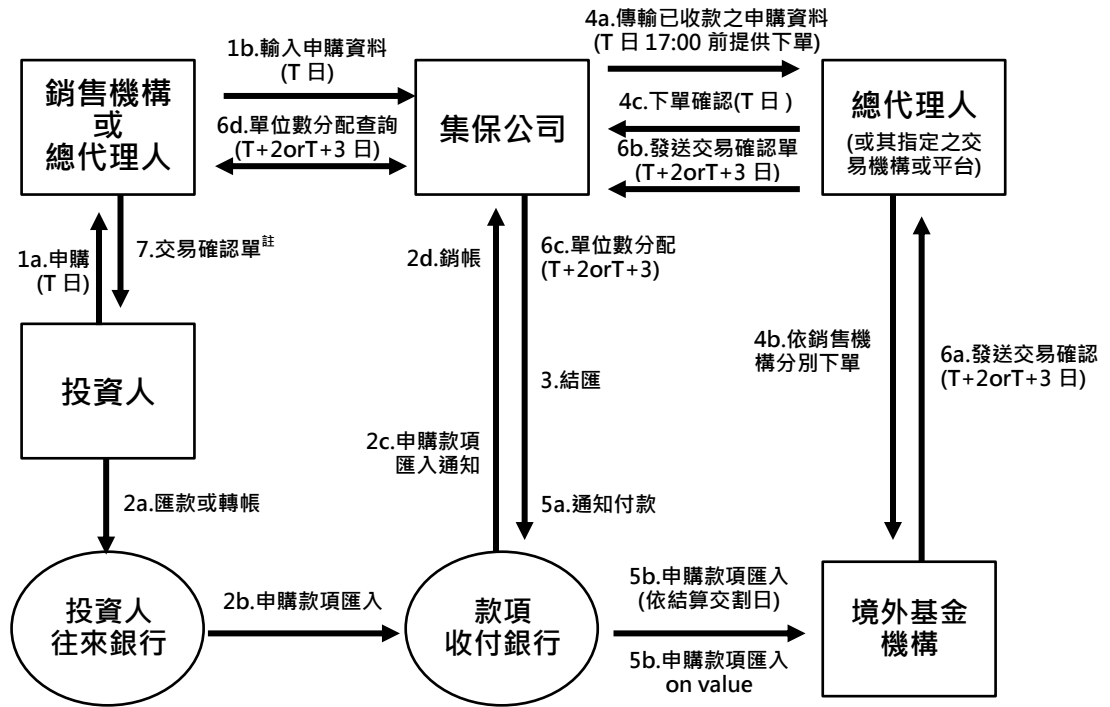 4a.傳輸已收款之申購資料
(T 日 17:00 前提供下單)
1b.輸入申購資料
(T 日)
銷售機構
或
總代理人
集保公司
4c.下單確認(T 日 )
總代理人
(或其指定之交
易機構或平台)
6d.單位數分配查詢
(T+2orT+3 日)
6b.發送交易確認單
(T+2orT+3 日)
1a.申購
(T 日)
7.交易確認單註
2d.銷帳
6c.單位數分配
(T+2orT+3)
4b.依銷售機
構分別下單
6a.發送交易確認
(T+2orT+3 日)
投資人
3.結匯
2c.申購款項
匯入通知
2a.匯款或轉帳
5a.通知付款
投資人
往來銀行
2b.申購款項匯入
款項
收付銀行
5b.申購款項匯入
(依結算交割日)
5b.申購款項匯入
on value
境外基金
機構